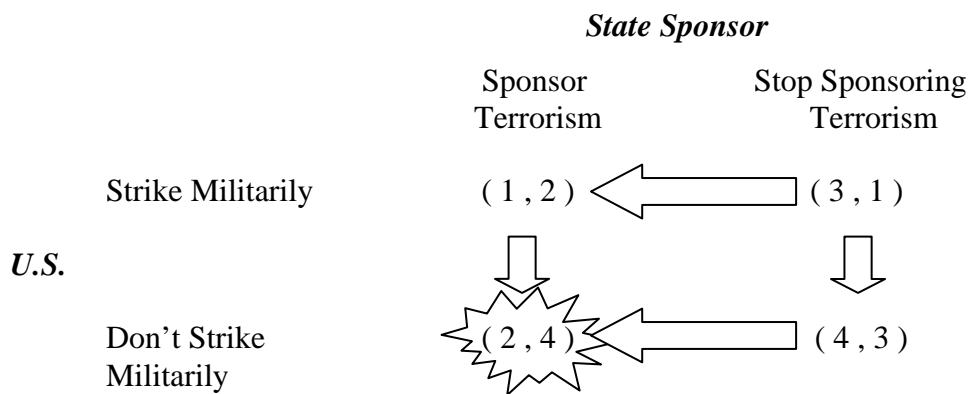 State Sponsor
Sponsor Terrorism
Stop Sponsoring Terrorism
Strike Militarily
( 1 , 2 )
( 3 , 1 )
U.S.
Don't Strike Militarily
( 2 , 4 )
( 4 , 3 )